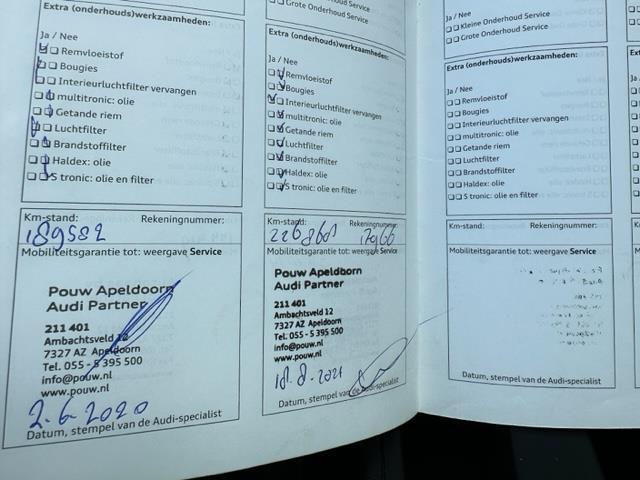 Extra (onderhouds)werkzaamheden:
Ja / Nee
Remvloeistof
Bougies
Interieurluchtfilter vervangen
multitronic: olie
Getande riem
Luchtfilter
Brandstoffilter
Haldex: olie
S tronic: olie en filter
Km-stand: Rekeningnummer:
189582
Mobiliteitsgarantie tot: weergave Service
Pouw Apeldoorn
Audi Partner
211 401
Ambachtsveld 12
7327 AZ Apeldoorn
Tel. 055 - 5 395 500
info@pouw.nl
www.pouw.nl
2.6.2020
Datum, stempel van de Audi-specialist
Grote Onderhoud Service
Extra (onderhouds)werkzaamheden:
Ja / Nee
Remvloeistof
Bougies
Interieurluchtfilter vervangen
multitronic: olie
Getande riem
Luchtfilter
Brandstoffilter
Haldex: olie
S tronic: olie en filter
Km-stand: Rekeningnummer:
Mobiliteitsgarantie tot: weergave Service
Pouw Apeldoorn
Audi Partner
211 401
Ambachtsveld 12
7327 AZ Apeldoorn
Tel. 055 - 5 395 500
info@pouw.nl
www.pouw.nl
18.8.2021
Datum, stempel van de Audi-specialist
Ja / Nee
Kleine Onderhoud Service
Grote Onderhoud Service
Extra (onderhouds)werkzaamheden:
Ja / Nee
Remvloeistof
Bougies
Interieurluchtfilter vervangen
multitronic: olie
Getande riem
Luchtfilter
Brandstoffilter
Haldex: olie
S tronic: olie en filter
Km-stand: Rekeningnummer:
Mobiliteitsgarantie tot: weergave Service
Datum, stempel van de Audi-specialist